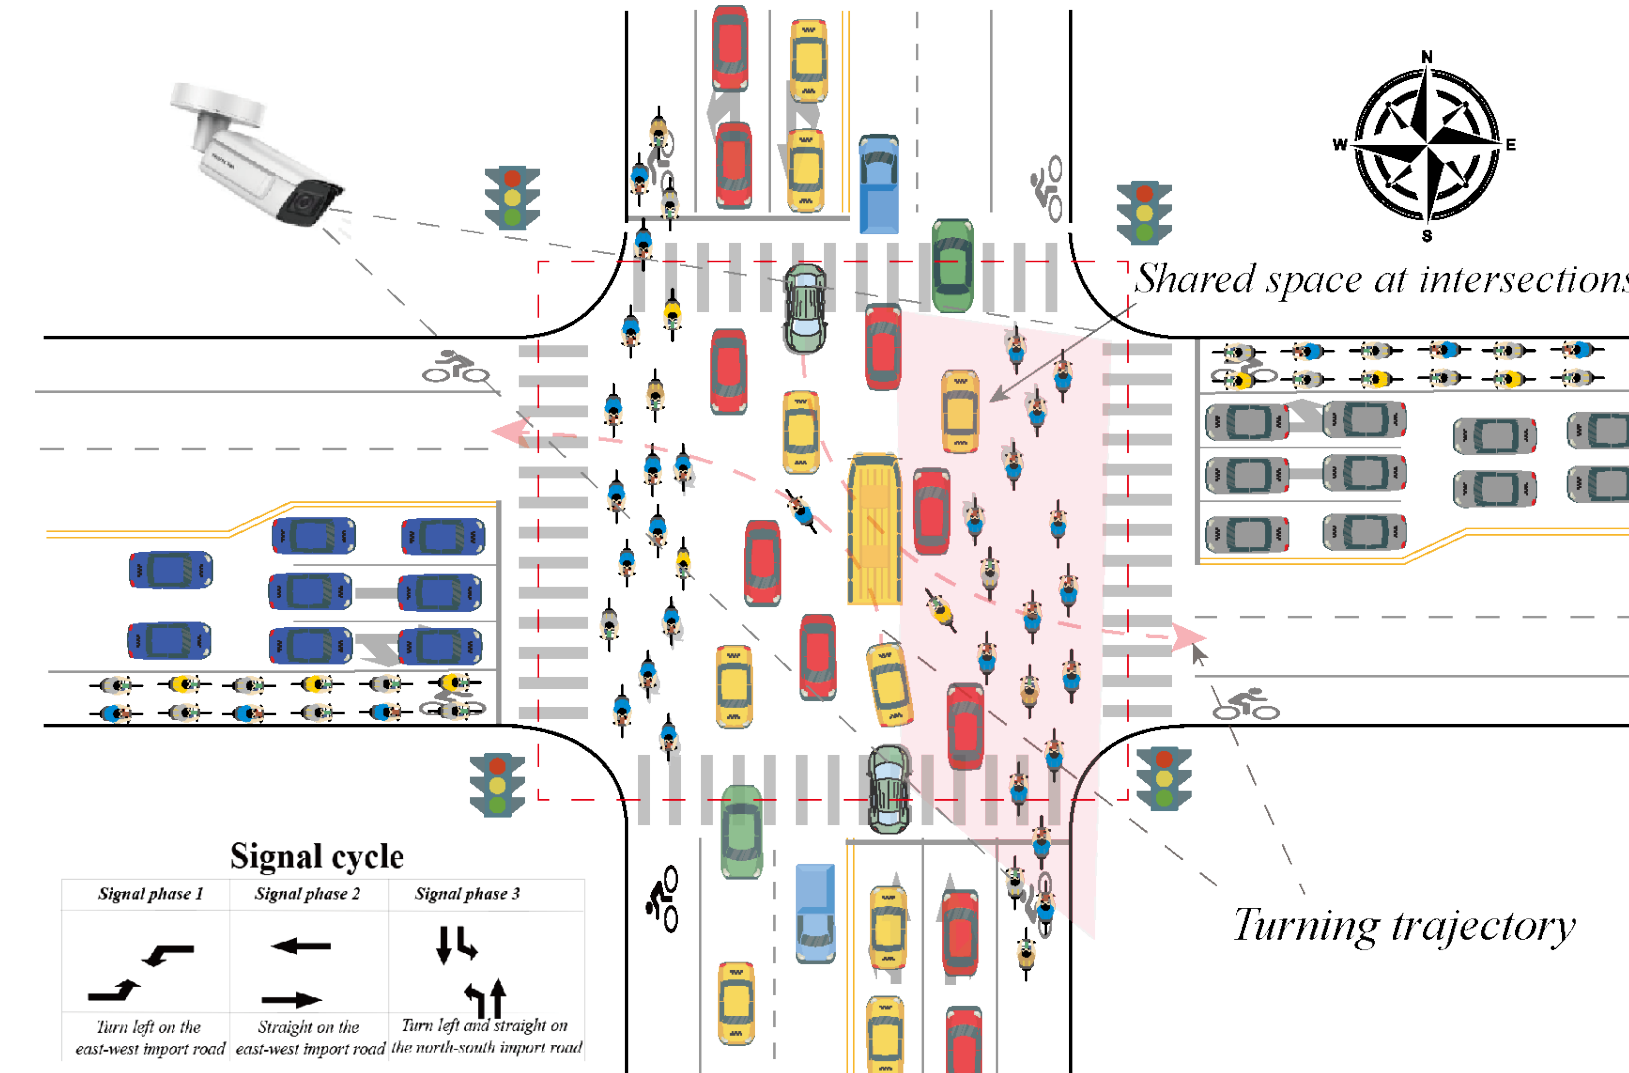 N
W
E
S
Shared space at intersections
Signal cycle
Signal phase 1
Signal phase 2
Signal phase 3
Turn left on the
east-west import road
Straight on the
east-west import road
Turn left and straight on
the north-south import road
Turning trajectory